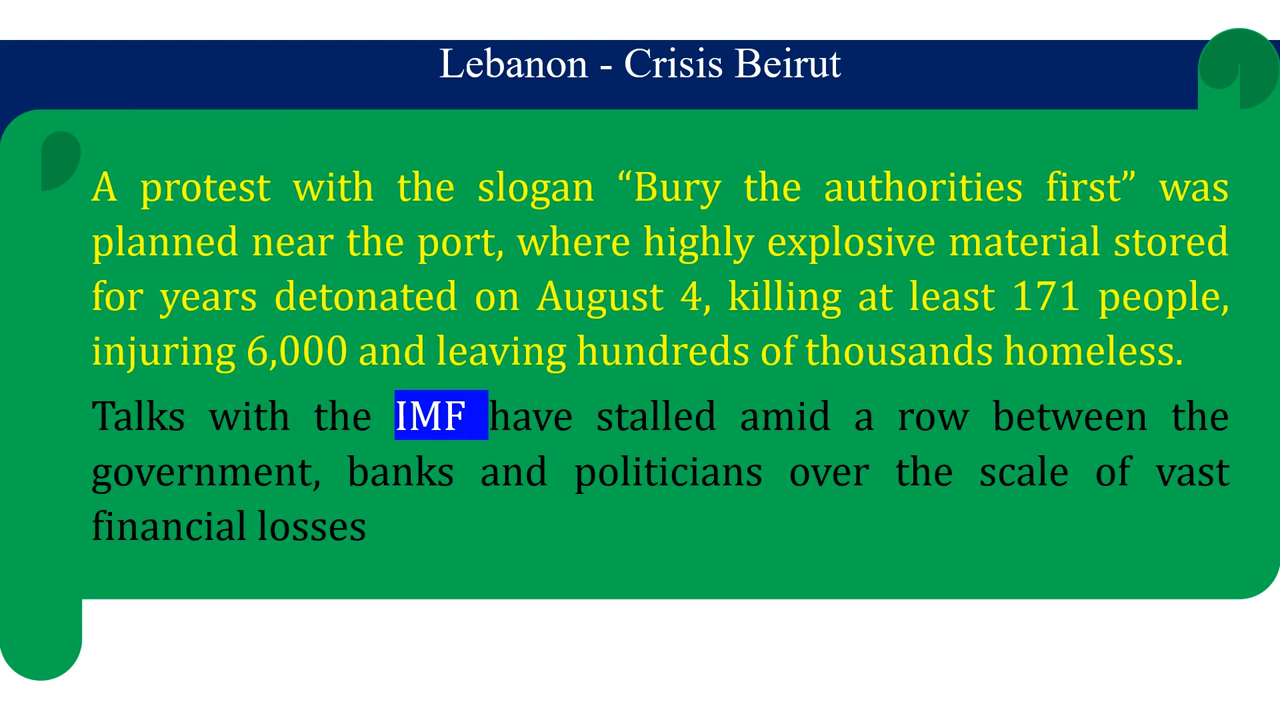 Lebanon - Crisis Beirut
A protest with the slogan “Bury the authorities first” was
planned near the port, where highly explosive material stored
for years detonated on August 4, killing at least 171 people,
injuring 6,000 and leaving hundreds of thousands homeless.
Talks with the IMF have stalled amid a row between the
government, banks and politicians over the scale of vast
financial losses